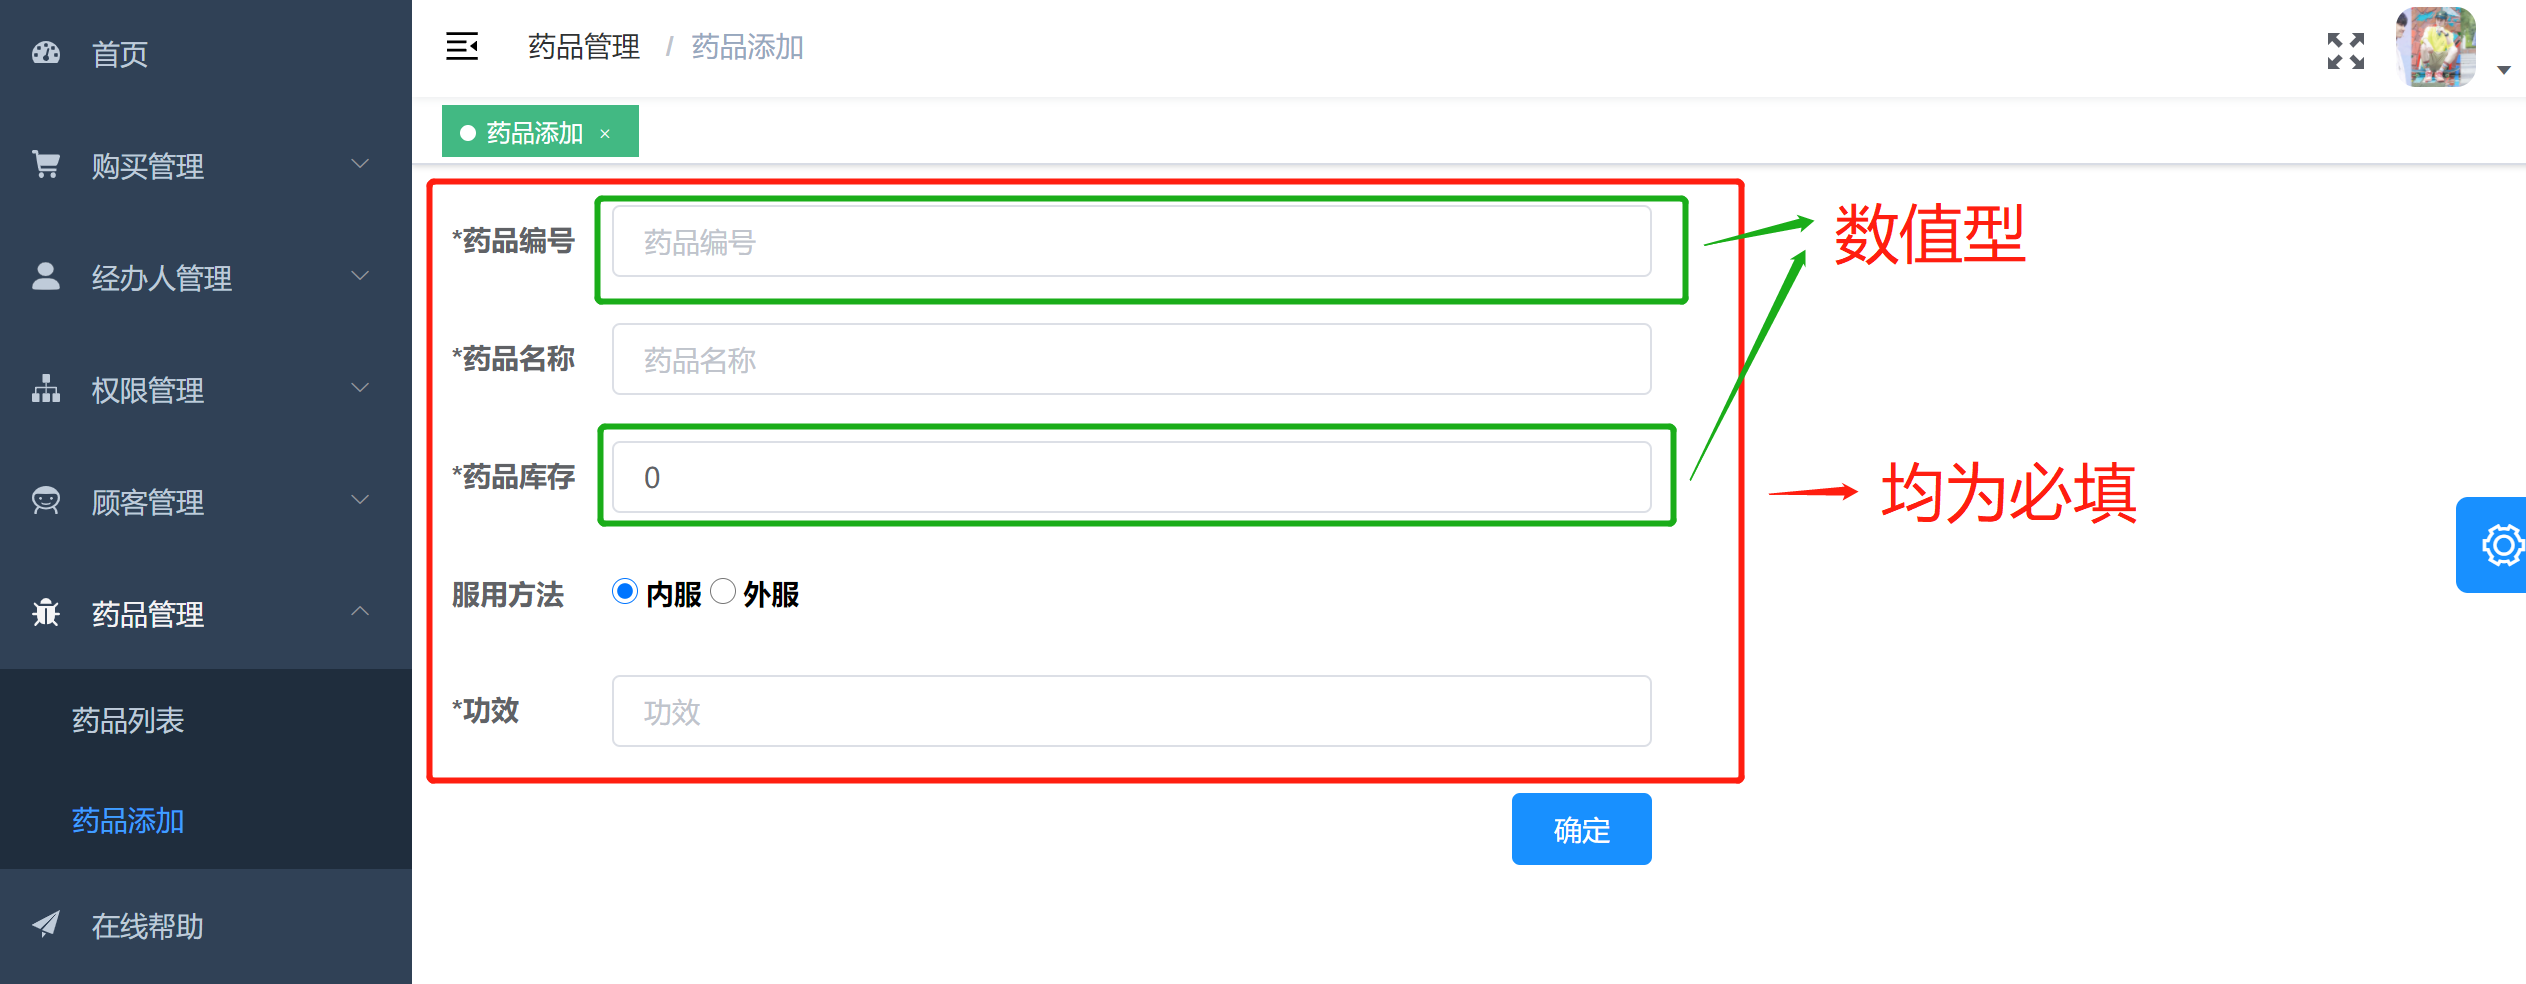 首页
购买管理
经办人管理
权限管理
顾客管理
药品管理
药品列表
药品添加
在线帮助
药品管理 / 药品添加
药品添加 ×
*药品编号 药品编号
*药品名称 药品名称
*药品库存 0
服用方法 内服 外服
*功效 功效
确定
数值型
均为必填